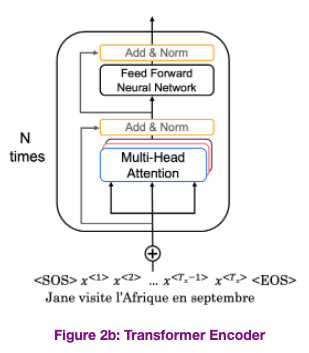 Add & Norm
Feed Forward
Neural Network
Add & Norm
N
times
Multi-Head
Attention
<SOS> x^{<1>} x^{<2>} ... x^{<T_x-1>} x^{<T_x>} <EOS>
Jane visite l'Afrique en septembre
Figure 2b: Transformer Encoder